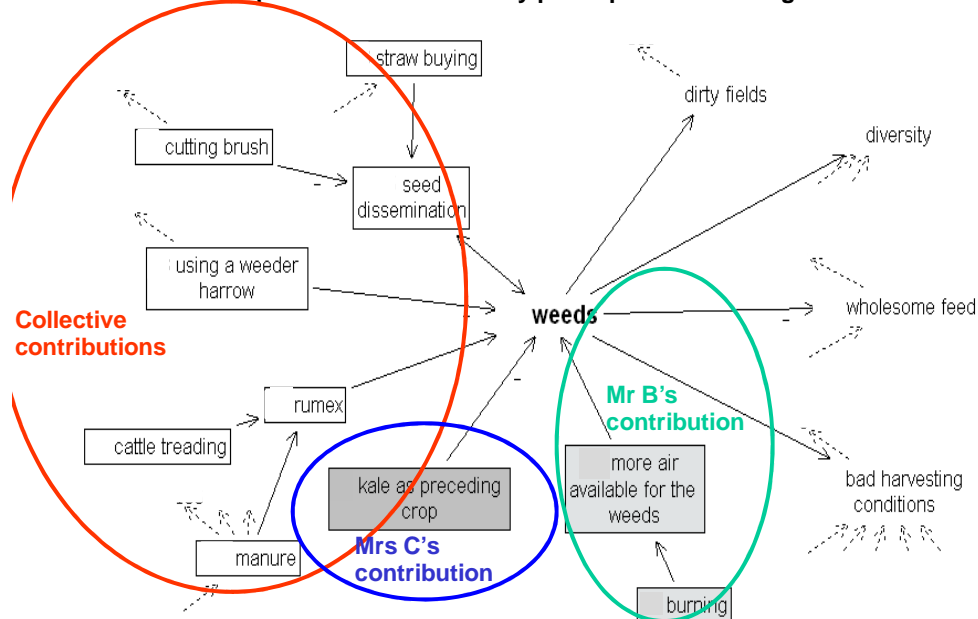 straw buying
dirty fields
cutting brush
diversity
seed
dissemination
-
using a weeder
harrow
weeds
-
-
wholesome feed
Collective
contributions
-
Mr B's
contribution
rumex
cattle treading
kale as preceding
crop
more air
available for the
weeds
bad harvesting
conditions
Mrs C's
contribution
manure
burning